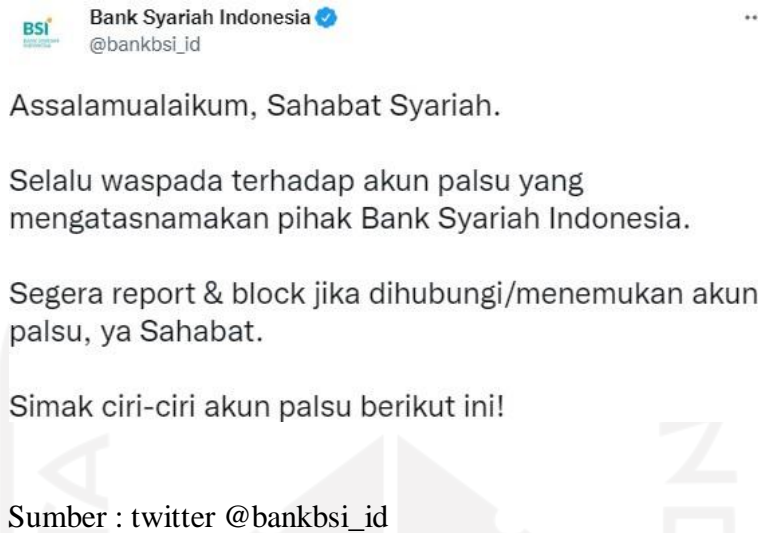 Bank Syariah Indonesia
BSI
@bankbsi_id
Assalamualaikum, Sahabat Syariah.
Selalu waspada terhadap akun palsu yang
mengatasnamakan pihak Bank Syariah Indonesia.
Segera report & block jika dihubungi/menemukan akun
palsu, ya Sahabat.
Simak ciri-ciri akun palsu berikut ini!
Sumber : twitter @bankbsi_id